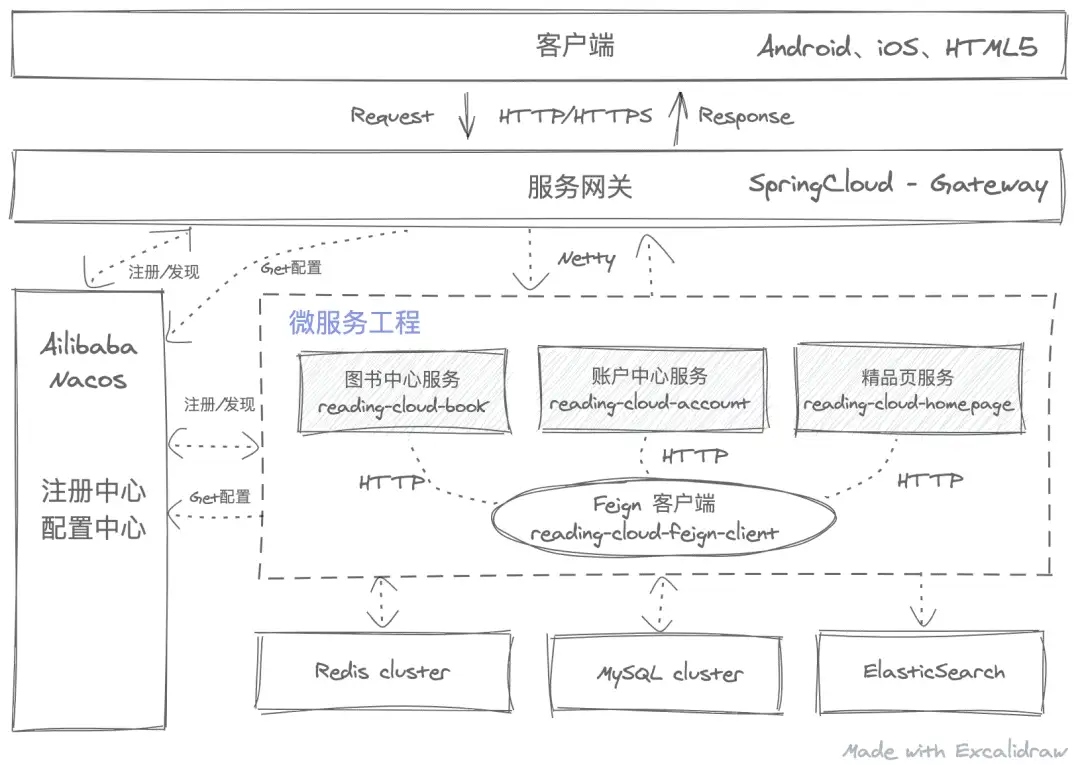 客户端
Android、iOS、HTML5
Request
HTTP/HTTPS
Response
服务网关
SpringCloud - Gateway
注册/发现
Get配置
Netty
Ailibaba
Nacos
注册中心
配置中心
注册/发现
Get配置
微服务工程
图书中心服务
reading-cloud-book
账户中心服务
reading-cloud-account
精品页服务
reading-cloud-homepage
HTTP
HTTP
HTTP
Feign 客户端
reading-cloud-feign-client
Redis cluster
MySQL cluster
ElasticSearch
Made with Excalidraw